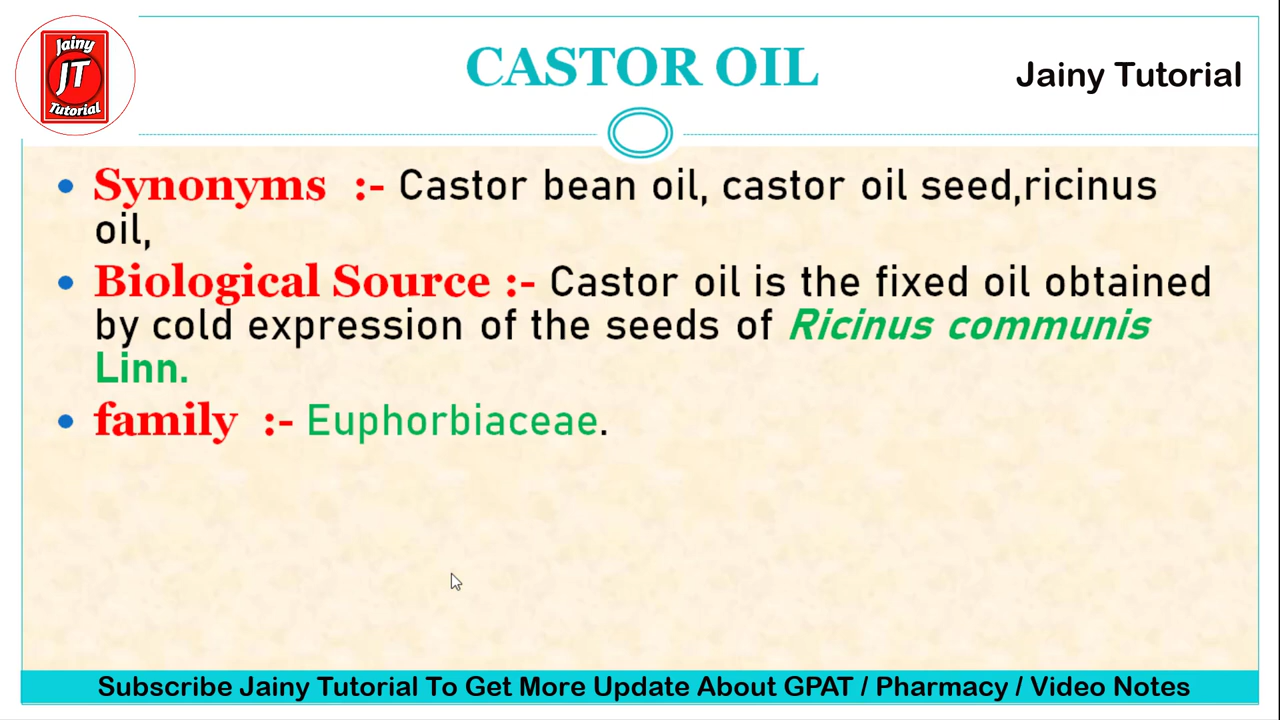 Jainy
JT
Tutorial
CASTOR OIL
Jainy Tutorial
• Synonyms :- Castor bean oil, castor oil seed,ricinus
oil,
• Biological Source :- Castor oil is the fixed oil obtained
by cold expression of the seeds of Ricinus communis
Linn.
• family :- Euphorbiaceae.
Subscribe Jainy Tutorial To Get More Update About GPAT / Pharmacy / Video Notes